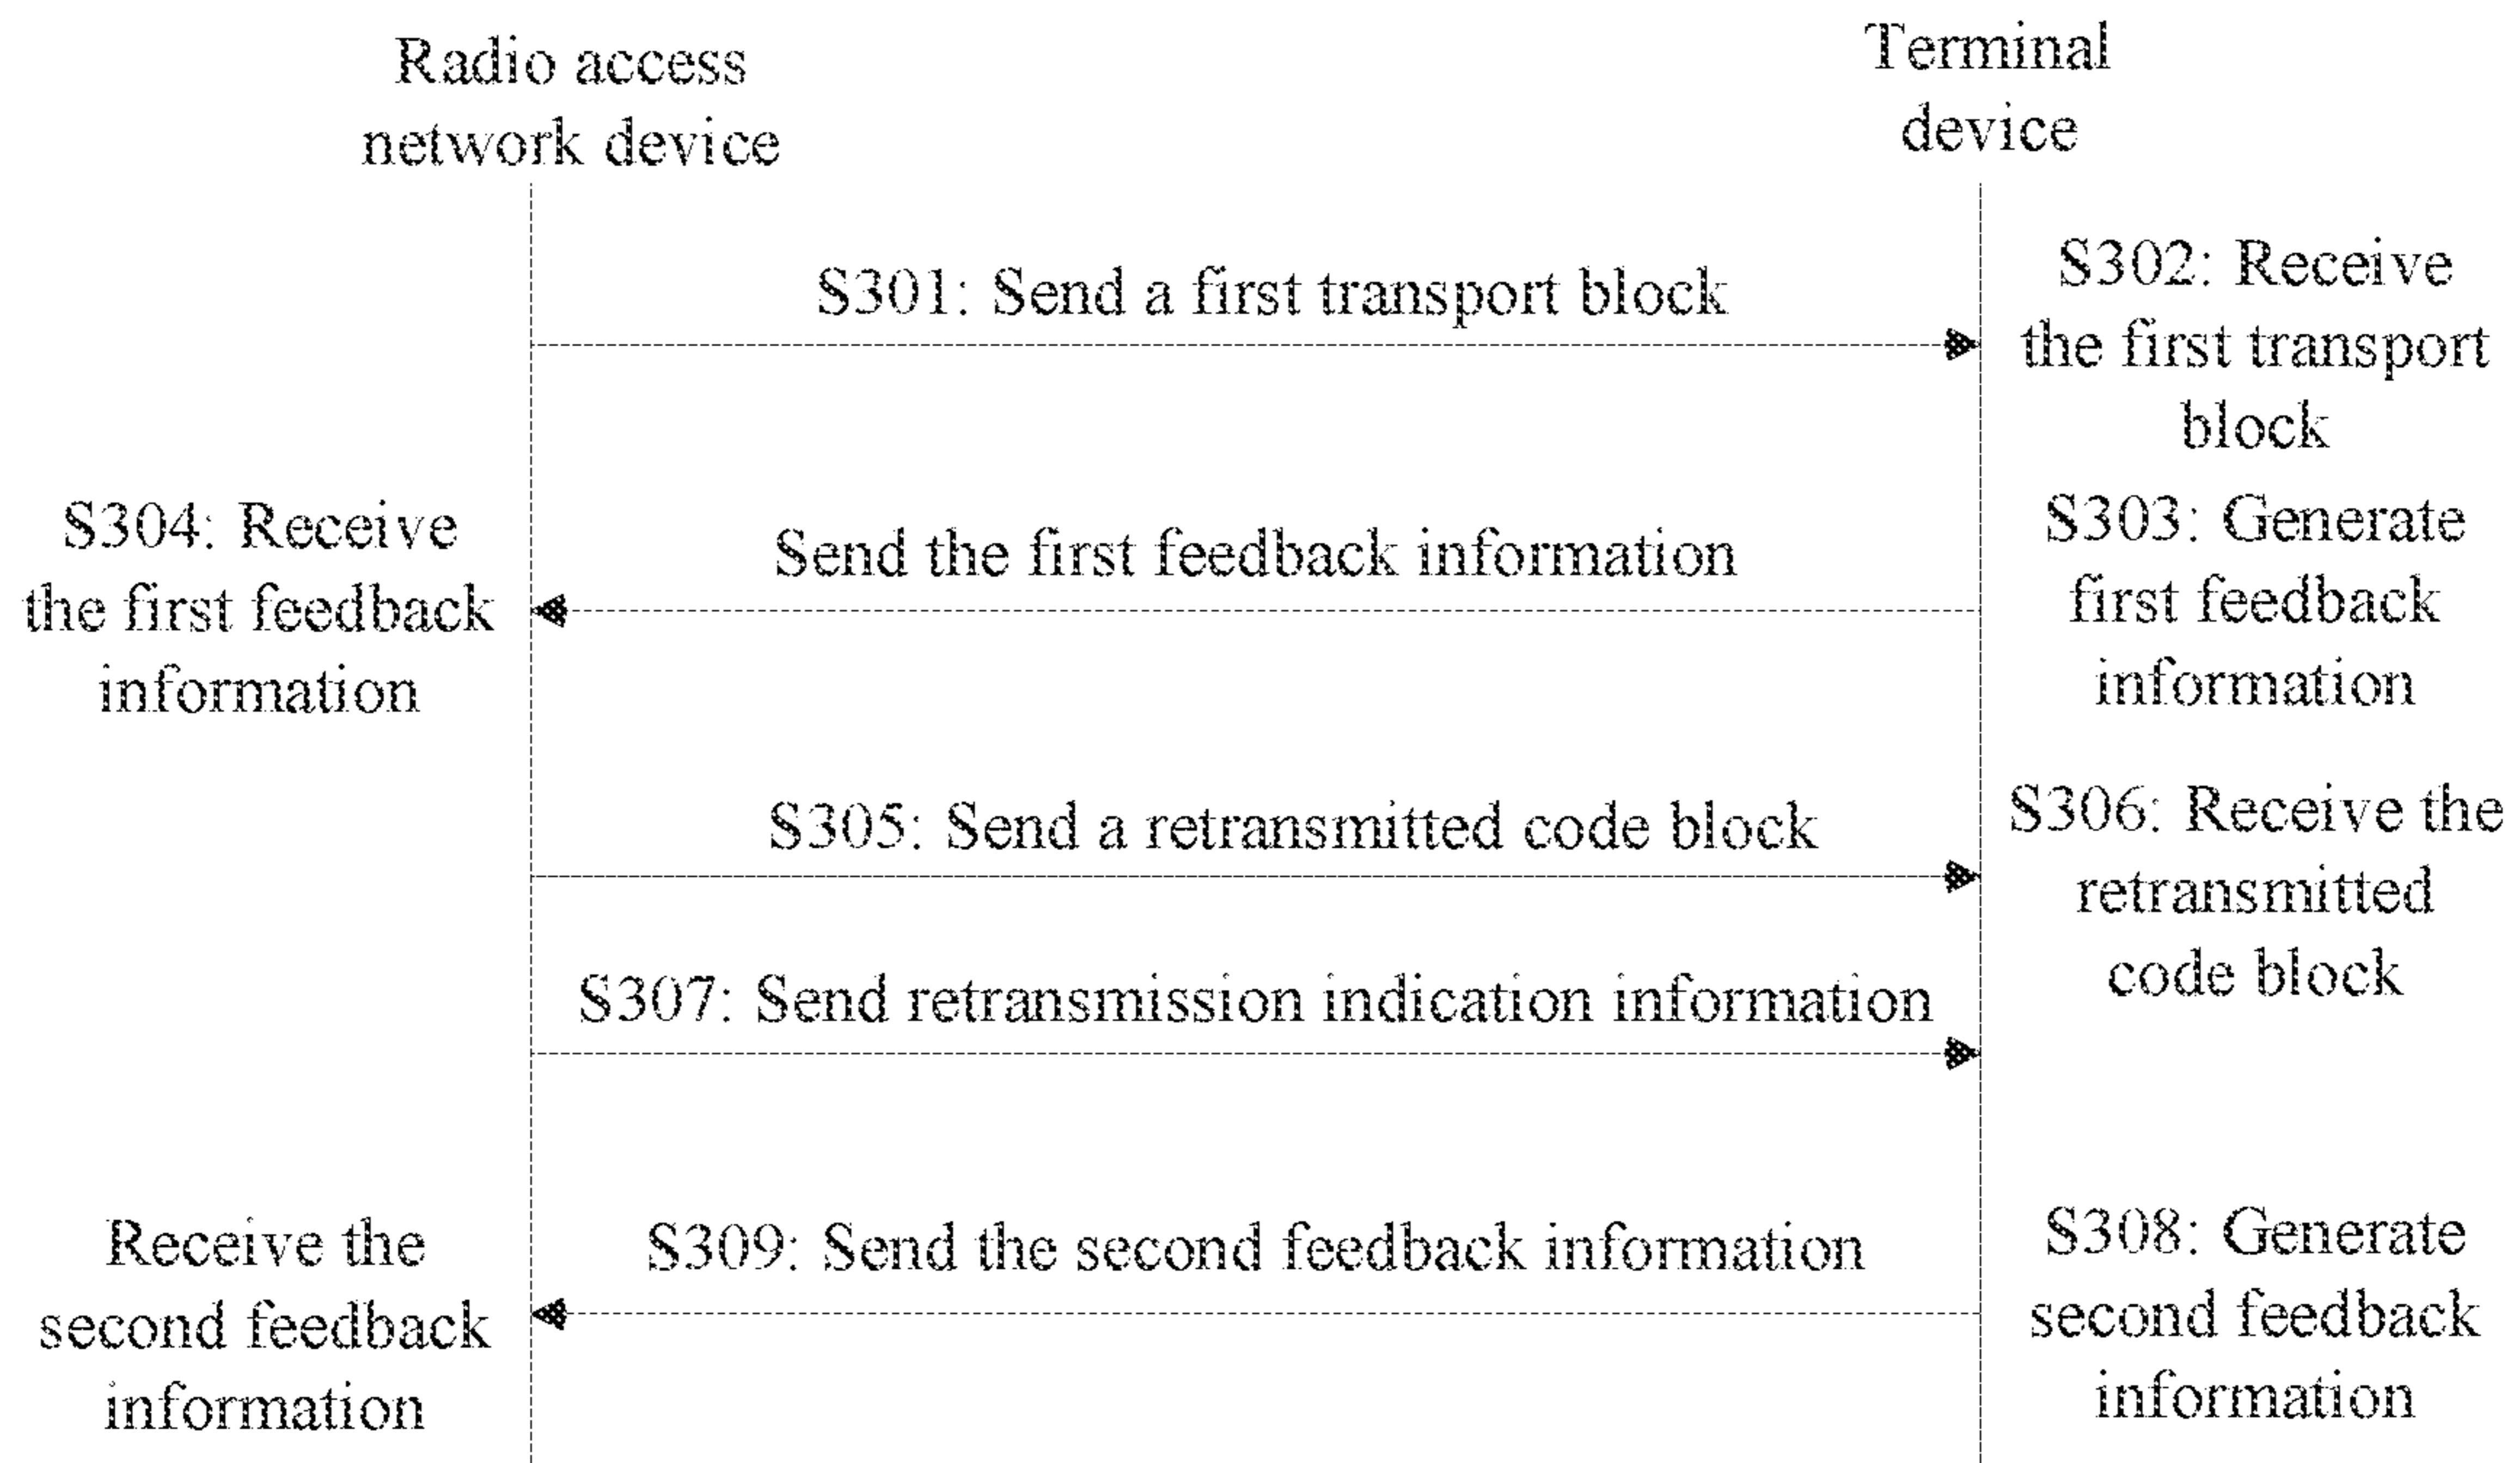 Radio access
network device
Terminal
device
S301: Send a first transport block
S302: Receive
the first transport
block
S304: Receive
the first feedback
information
Send the first feedback information
S303: Generate
first feedback
information
S305: Send a retransmitted code block
S306: Receive the
retransmitted
code block
S307: Send retransmission indication information
Receive the
second feedback
information
S309: Send the second feedback information
S308: Generate
second feedback
information